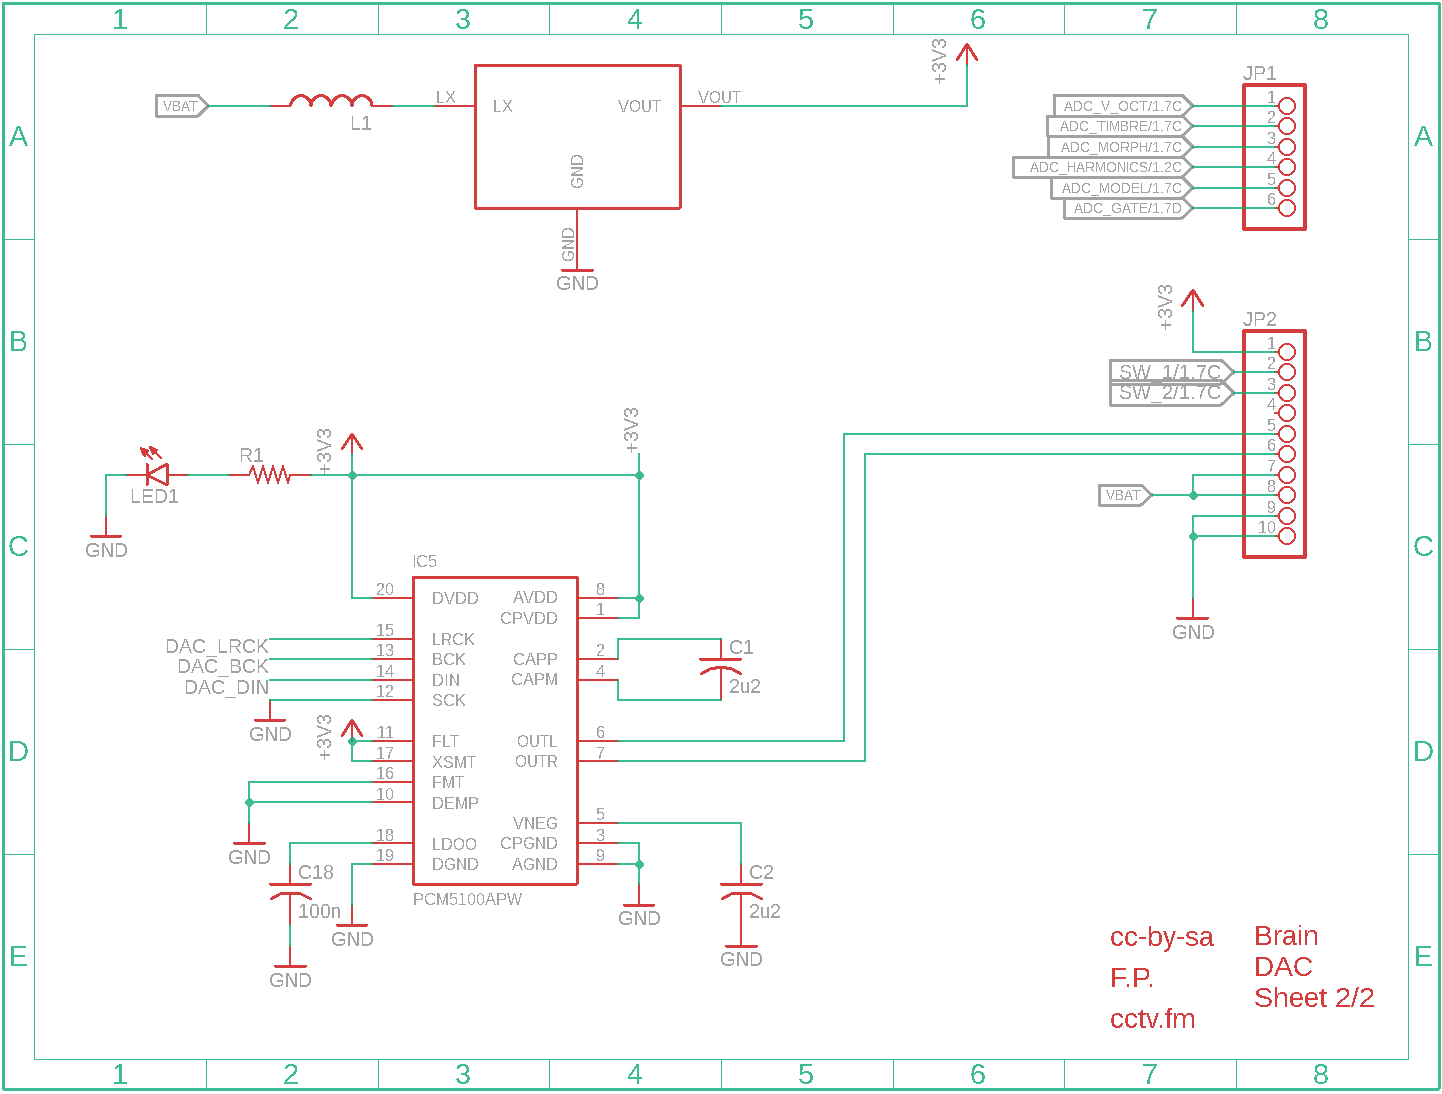 1 2 3 4 5 6 7 8
A
VBAT
L1
LX
LX
VOUT
VOUT
GND
GND
GND
+3V3
JP1
ADC_V_OCT/1.7C 1
ADC_TIMBRE/1.7C 2
ADC_MORPH/1.7C 3
ADC_HARMONICS/1.2C 4
ADC_MODEL/1.7C 5
ADC_GATE/1.7D 6
A
B
+3V3
JP2
1
SW_1/1.7C 2
SW_2/1.7C 3
4
5
6
7
VBAT 8
9
10
GND
B
C
LED1
GND
R1
+3V3
+3V3
IC5
20 DVDD AVDD 8
CPVDD 1
DAC_LRCK 15 LRCK
DAC_BCK 13 BCK CAPP 2
DAC_DIN 14 DIN CAPM 4
12 SCK
GND
C1
2u2
C
D
+3V3
11 FLT OUTL 6
17 XSMT OUTR 7
16 FMT
10 DEMP
GND
VNEG 5
18 LDOO CPGND 3
19 DGND AGND 9
D
C18
100n
GND
GND
PCM5100APW
GND
C2
2u2
GND
E
cc-by-sa
F.P.
cctv.fm
Brain
DAC
Sheet 2/2
E
1 2 3 4 5 6 7 8